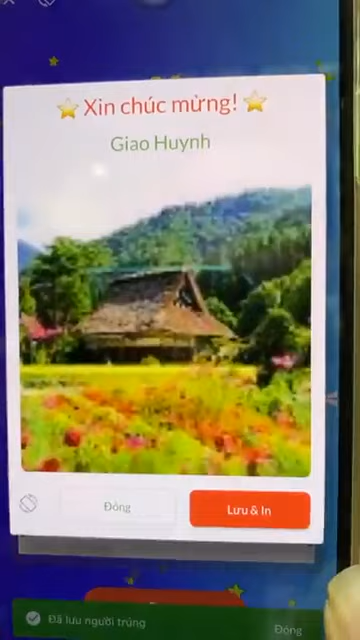 Xin chúc mừng!
Giao Huynh
Đóng
Lưu & In
Đã lưu người trúng
Đóng